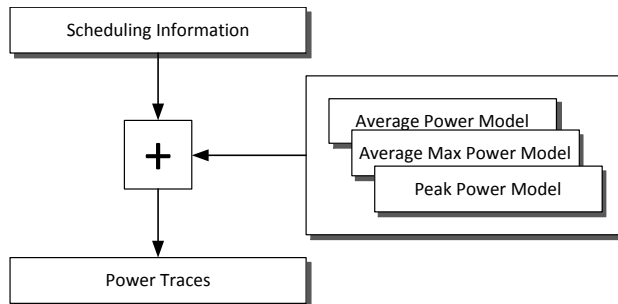 Scheduling Information
+
Average Power Model
Average Max Power Model
Peak Power Model
Power Traces